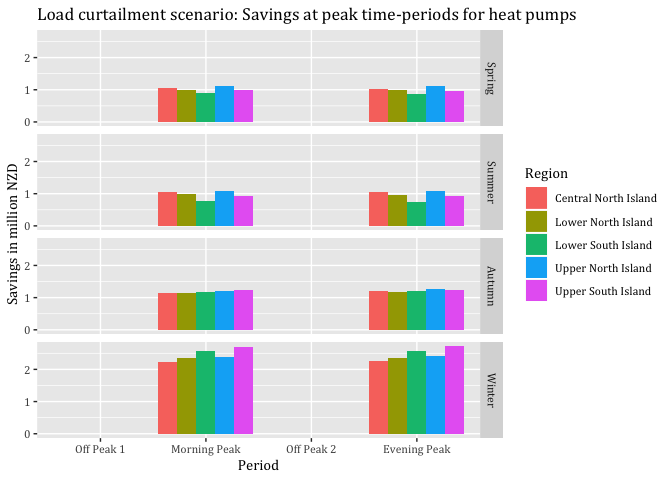 Load curtailment scenario: Savings at peak time-periods for heat pumps
Savings in million NZD
2
1
0
Spring
2
1
0
Summer
2
1
0
Autumn
2
1
0
Winter
Off Peak 1
Morning Peak
Off Peak 2
Evening Peak
Period
Region
Central North Island
Lower North Island
Lower South Island
Upper North Island
Upper South Island